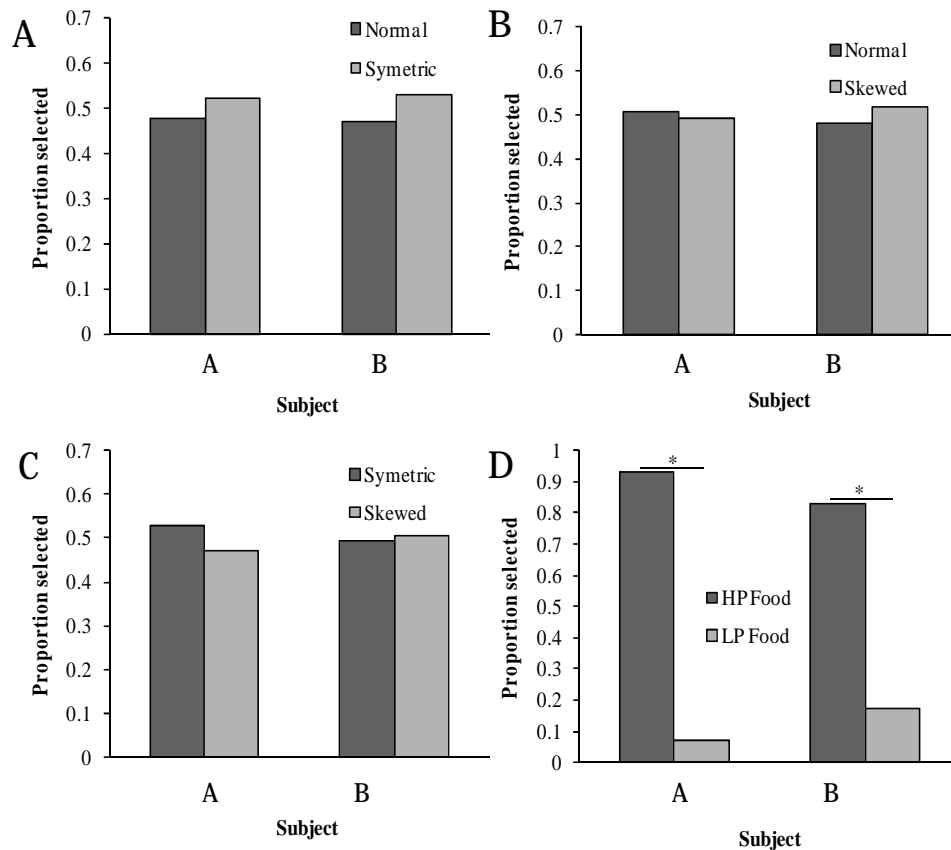 A
Proportion selected
0.7
0.6
0.5
0.4
0.3
0.2
0.1
0
Normal
Symetric
A B
Subject
B
Proportion selected
0.7
0.6
0.5
0.4
0.3
0.2
0.1
0
Normal
Skewed
A B
Subject
C
Proportion selected
0.7
0.6
0.5
0.4
0.3
0.2
0.1
0
Symetric
Skewed
A B
Subject
D
Proportion selected
1
0.9
0.8
0.7
0.6
0.5
0.4
0.3
0.2
0.1
0
*
*
HP Food
LP Food
A B
Subject